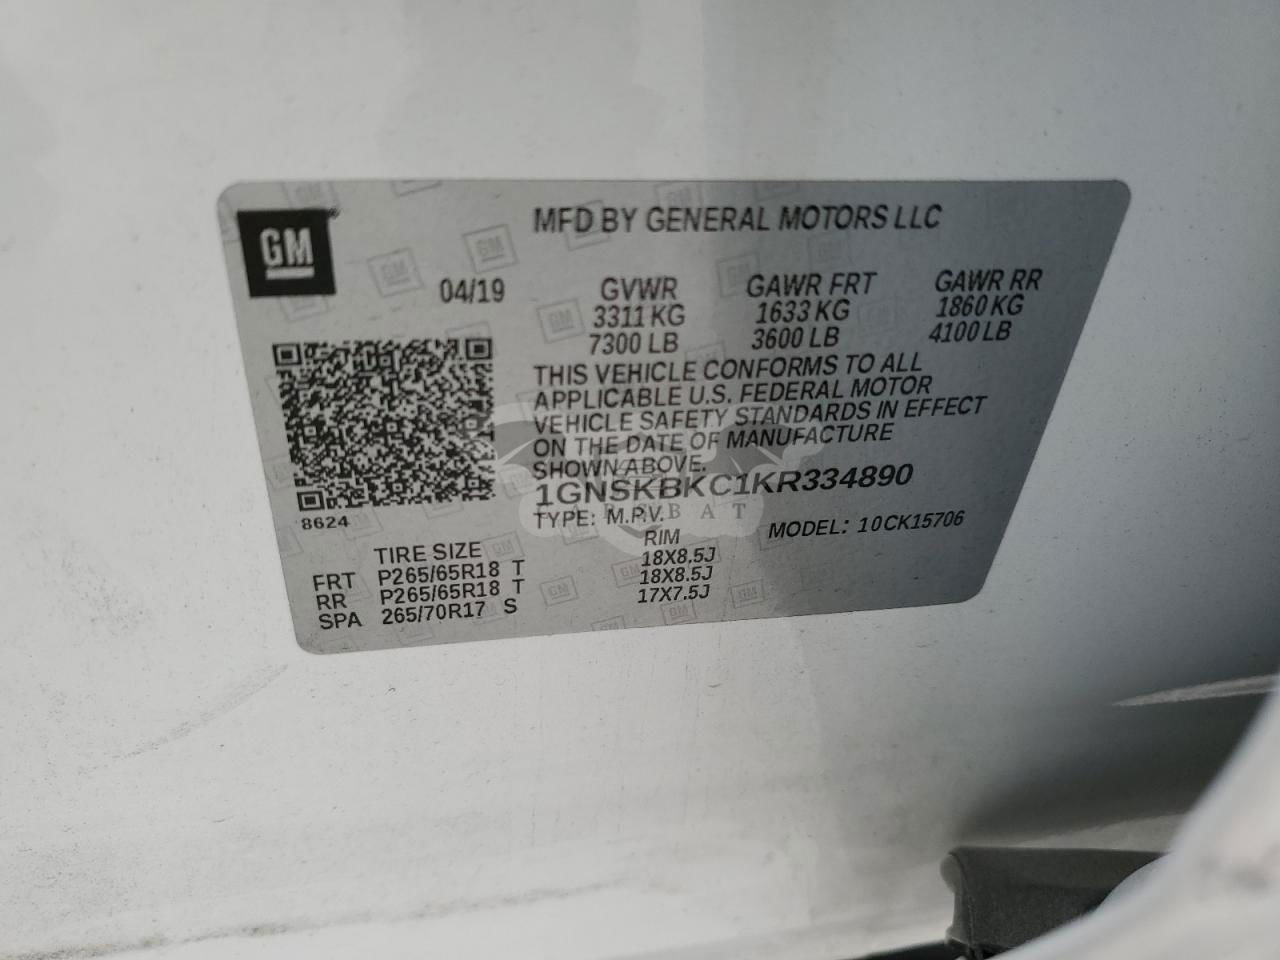 GM
MFD BY GENERAL MOTORS LLC
04/19
GVWR GAWR FRT GAWR RR
3311 KG 1633 KG 1860 KG
7300 LB 3600 LB 4100 LB
THIS VEHICLE CONFORMS TO ALL
APPLICABLE U.S. FEDERAL MOTOR
VEHICLE SAFETY STANDARDS IN EFFECT
ON THE DATE OF MANUFACTURE
SHOWN ABOVE.
1GNSKBKC1KR334890
8624
TYPE: M.P.V. MODEL: 10CK15706
TIRE SIZE RIM
FRT P265/65R18 T 18X8.5J
RR P265/65R18 T 18X8.5J
SPA 265/70R17 S 17X7.5J